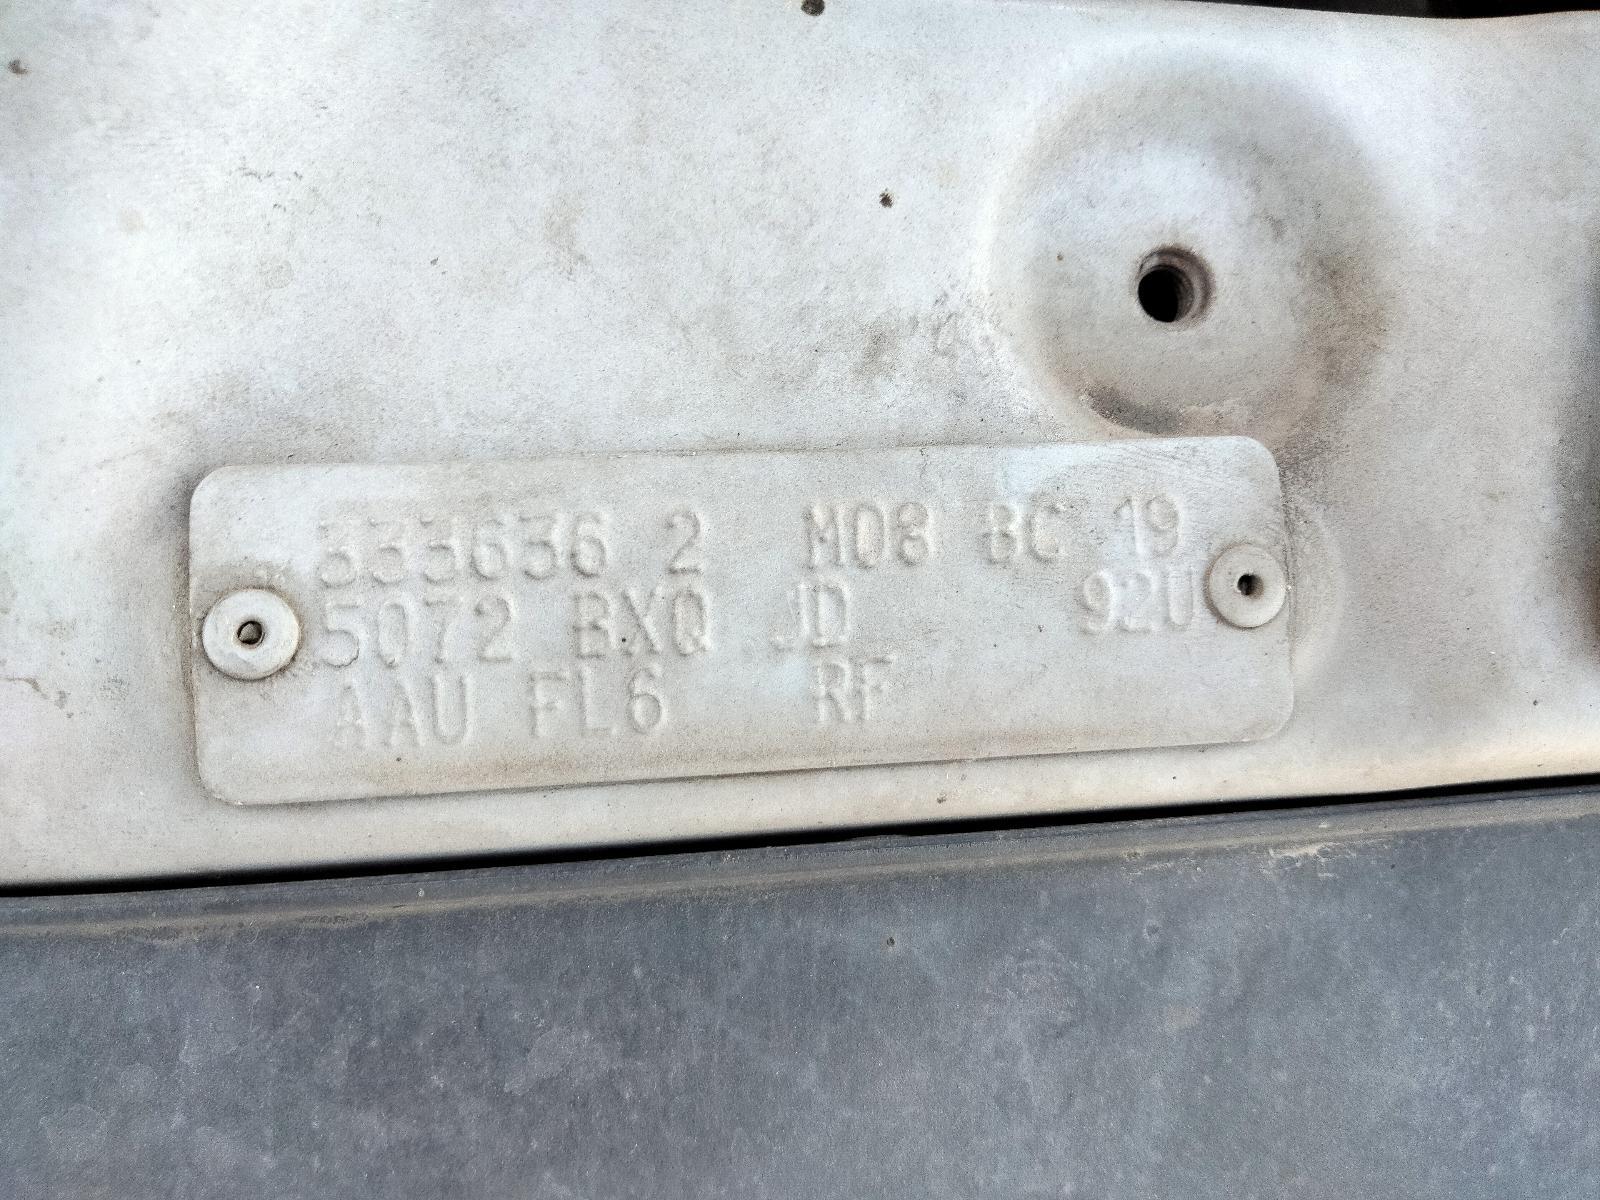 333636 2 M08 BC 19
5072 BXQ JD 92U
AAU FL6 RF